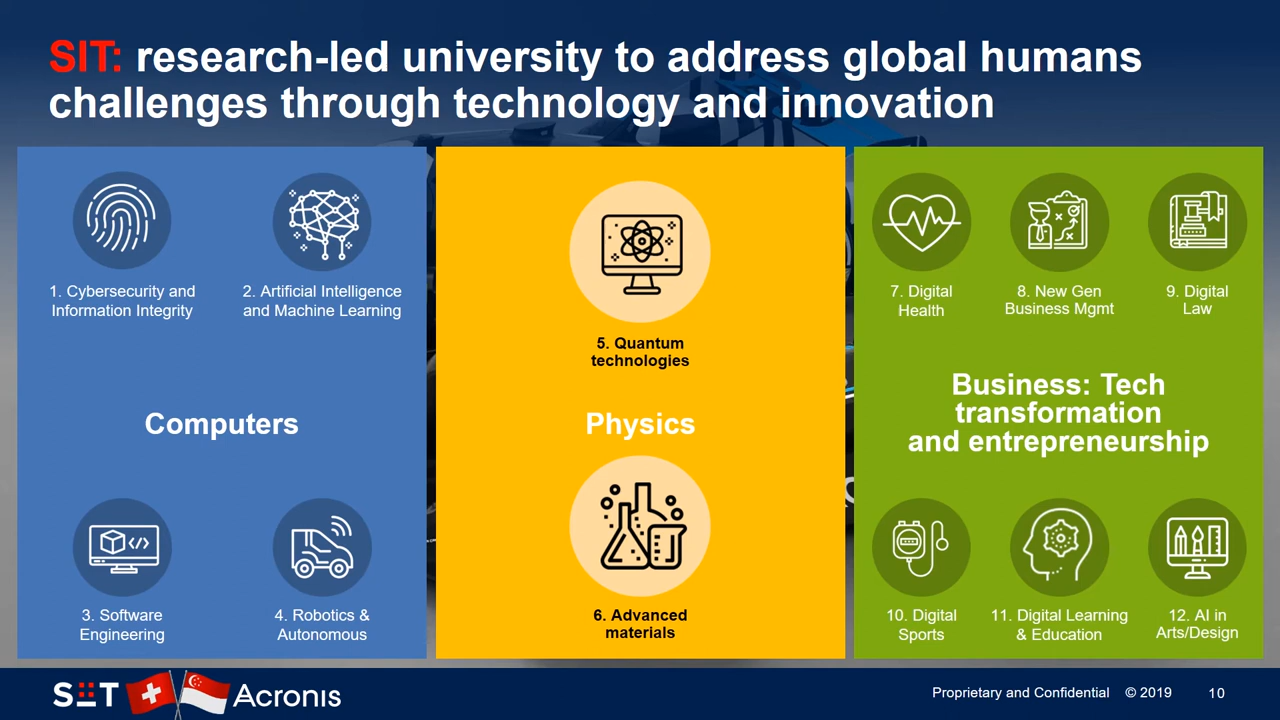 SIT: research-led university to address global humans
challenges through technology and innovation
1. Cybersecurity and
Information Integrity
2. Artificial Intelligence
and Machine Learning
Computers
3. Software
Engineering
4. Robotics &
Autonomous
5. Quantum
technologies
Physics
6. Advanced
materials
7. Digital
Health
8. New Gen
Business Mgmt
9. Digital
Law
Business: Tech
transformation
and entrepreneurship
10. Digital
Sports
11. Digital Learning
& Education
12. AI in
Arts/Design
SIT
Acronis
Proprietary and Confidential © 2019 10